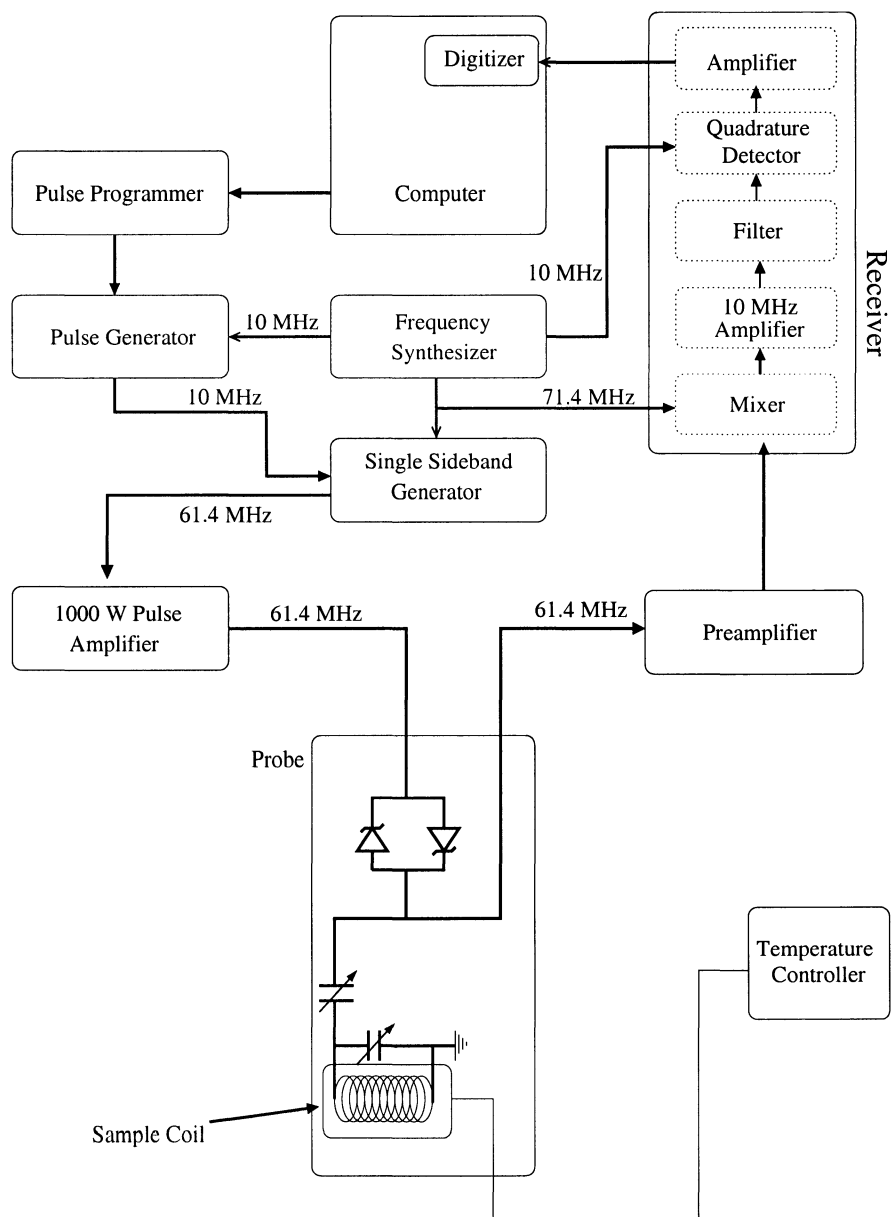 Digitizer
Amplifier
Quadrature
Detector
Pulse Programmer
Computer
Filter
10 MHz
Receiver
10 MHz
Amplifier
Pulse Generator
10 MHz
Frequency
Synthesizer
10 MHz
71.4 MHz
Mixer
Single Sideband
Generator
61.4 MHz
1000 W Pulse
Amplifier
61.4 MHz
61.4 MHz
Preamplifier
Probe
Temperature
Controller
Sample Coil